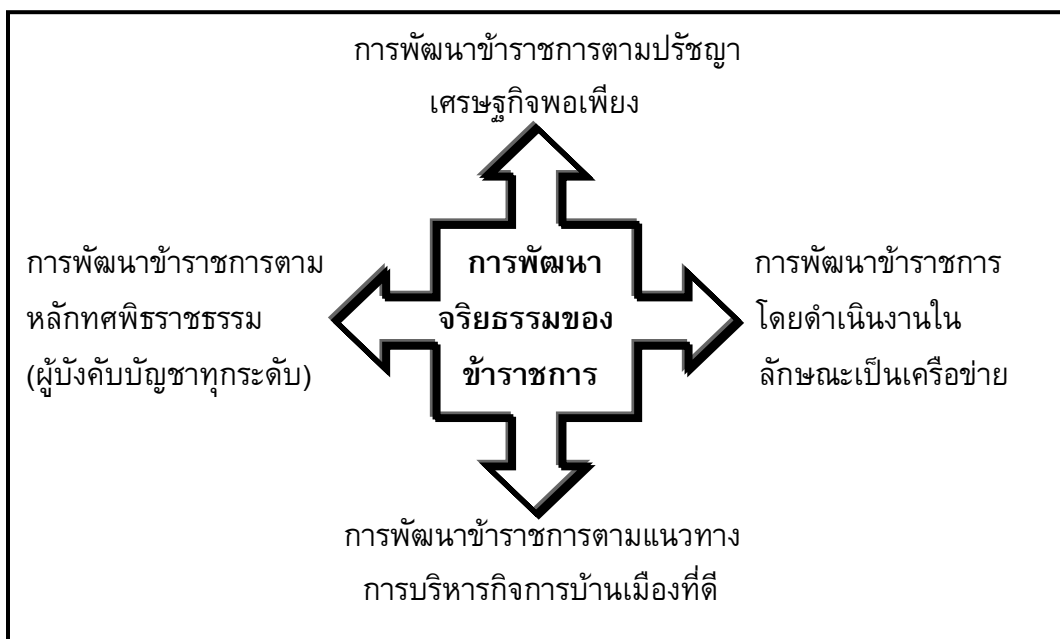 การพัฒนาข้าราชการตามปรัชญา
เศรษฐกิจพอเพียง
การพัฒนาข้าราชการตาม
หลักทศพิธราชธรรม
(ผู้บังคับบัญชาทุกระดับ)
การพัฒนา
จริยธรรมของ
ข้าราชการ
การพัฒนาข้าราชการ
โดยดำเนินงานใน
ลักษณะเป็นเครือข่าย
การพัฒนาข้าราชการตามแนวทาง
การบริหารกิจการบ้านเมืองที่ดี